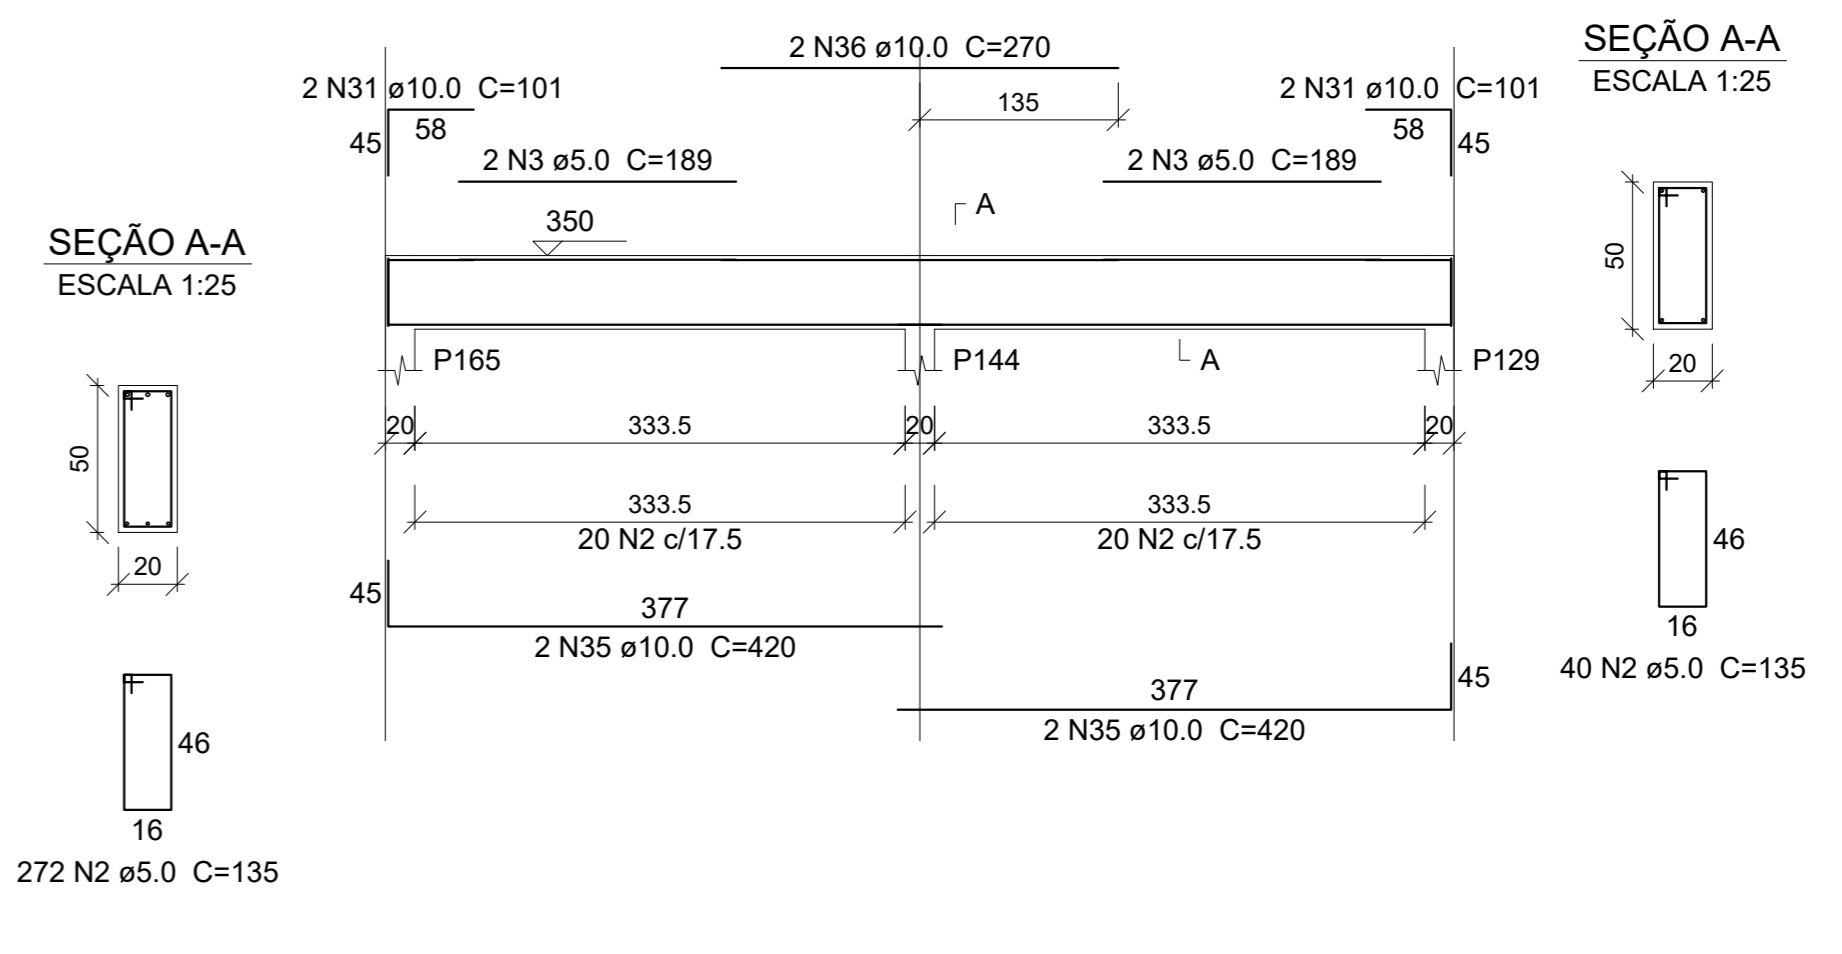 2 N36 ø10.0 C=270
SEÇÃO A-A
ESCALA 1:25
2 N31 ø10.0 C=101
2 N31 ø10.0 C=101
135
58
58
45
45
2 N3 ø5.0 C=189
2 N3 ø5.0 C=189
A
350
SEÇÃO A-A
ESCALA 1:25
50
P165
P144
A
P129
20
50
20
20
333.5
20
333.5
20
333.5
333.5
20 N2 c/17.5
20 N2 c/17.5
46
16
40 N2 ø5.0 C=135
45
377
2 N35 ø10.0 C=420
45
377
2 N35 ø10.0 C=420
46
16
272 N2 ø5.0 C=135